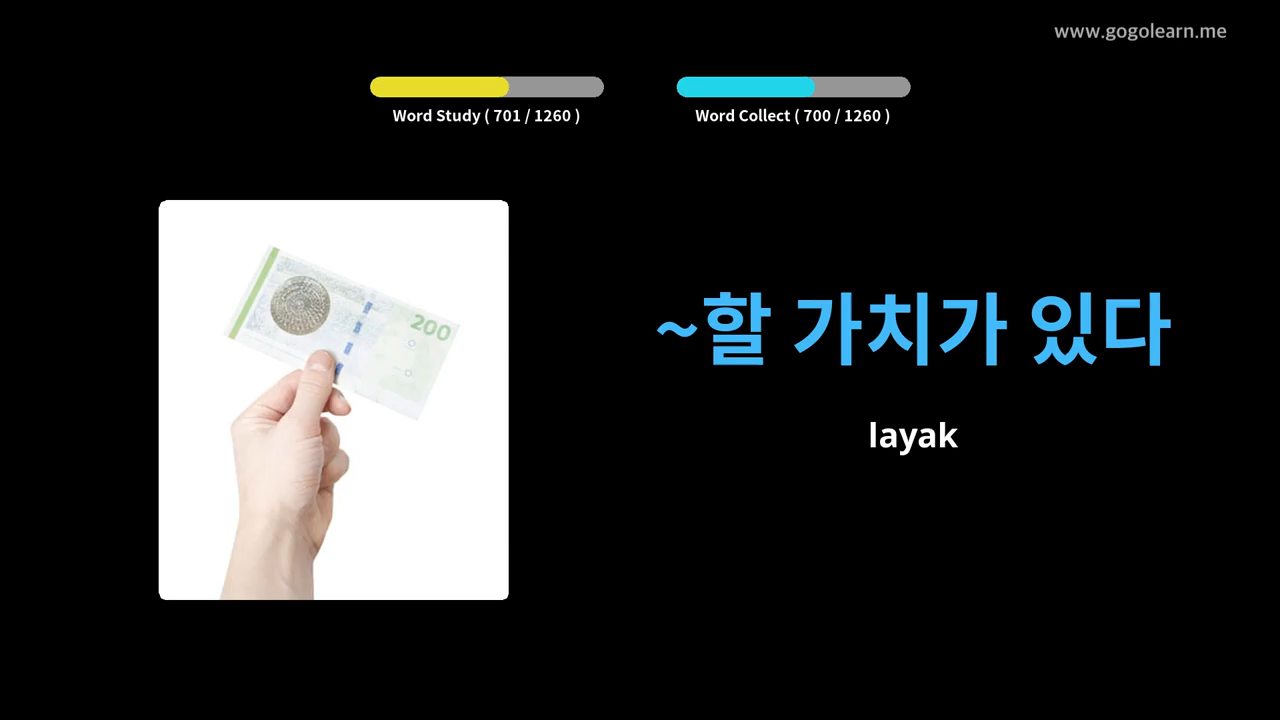 www.gogolearn.me
Word Study ( 701 / 1260 )
Word Collect ( 700 / 1260 )
200
~할 가치가 있다
layak